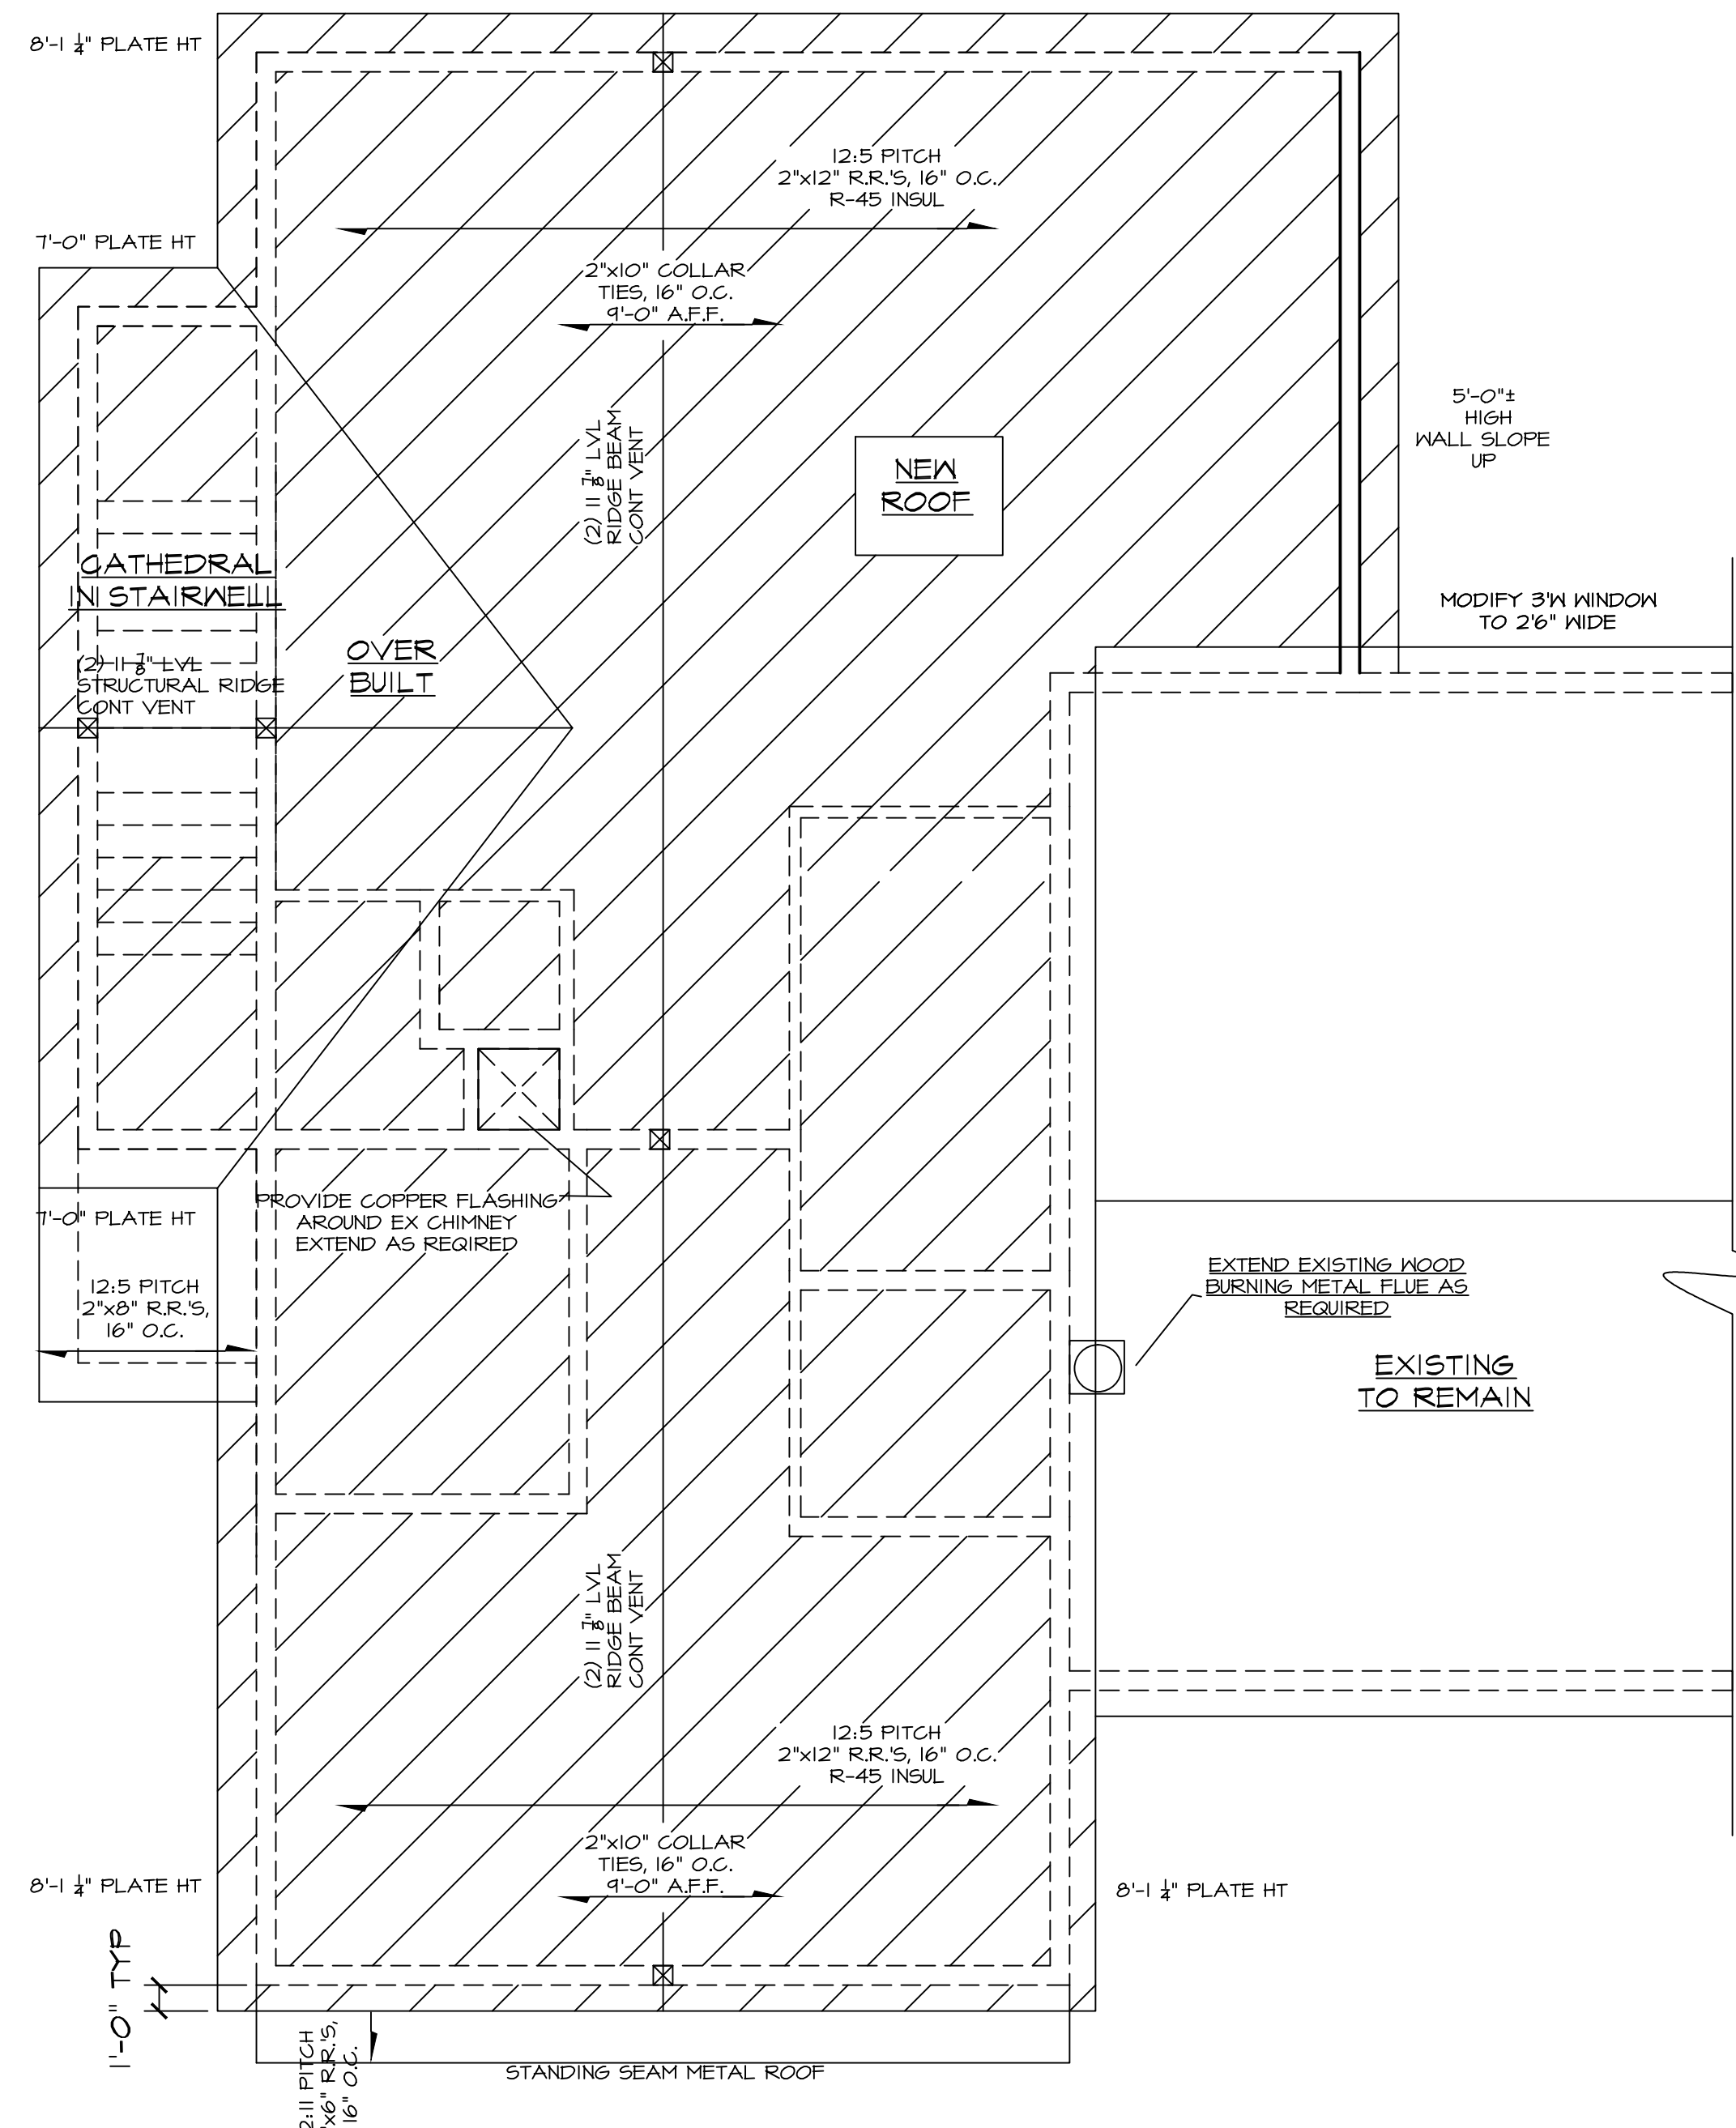 8'-1 1/4" PLATE HT
12:5 PITCH
2"x12" R.R.'S, 16" O.C.
R-45 INSUL
7'-0" PLATE HT
2"x10" COLLAR
TIES, 16" O.C.
9'-0" A.F.F.
5'-0"±
HIGH
WALL SLOPE
UP
(2) 11 7/8" LVL
RIDGE BEAM
CONT VENT
NEW
ROOF
CATHEDRAL
IN STAIRWELL
MODIFY 3'W WINDOW
TO 2'6" WIDE
OVER
BUILT
(2) 11 7/8" LVL
STRUCTURAL RIDGE
CONT VENT
PROVIDE COPPER FLASHING
AROUND EX CHIMNEY
EXTEND AS REQIRED
7'-0" PLATE HT
12:5 PITCH
2"x8" R.R.'S,
16" O.C.
EXTEND EXISTING WOOD
BURNING METAL FLUE AS
REQUIRED
EXISTING
TO REMAIN
(2) 11 7/8" LVL
RIDGE BEAM
CONT VENT
12:5 PITCH
2"x12" R.R.'S, 16" O.C.
R-45 INSUL
2"x10" COLLAR
TIES, 16" O.C.
9'-0" A.F.F.
8'-1 1/4" PLATE HT
8'-1 1/4" PLATE HT
1'-0" TYP
2:11 PITCH
x6" R.R.'S,
16" O.C.
STANDING SEAM METAL ROOF